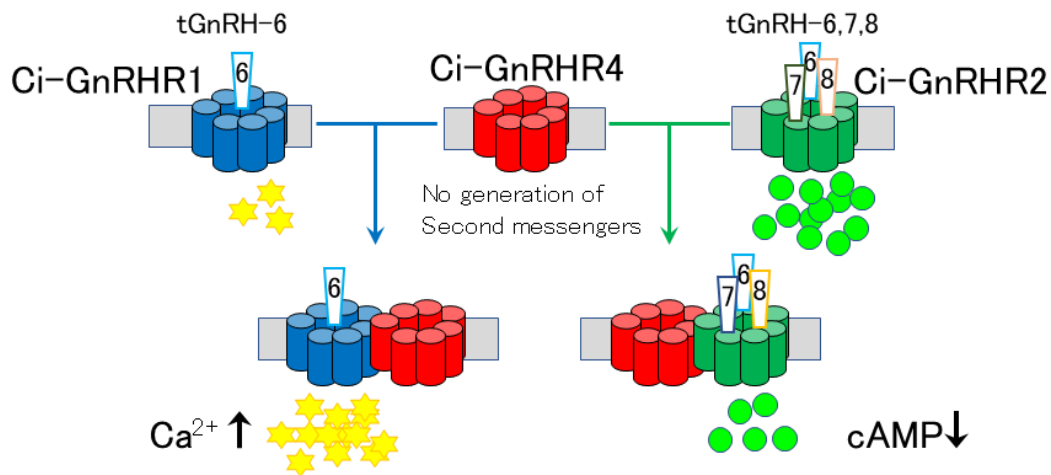 tGnRH-6
tGnRH-6,7,8
Ci-GnRHR1
Ci-GnRHR4
Ci-GnRHR2
6
6
7
8
No generation of
Second messengers
6
6
7
8
Ca²⁺ ↑
cAMP↓